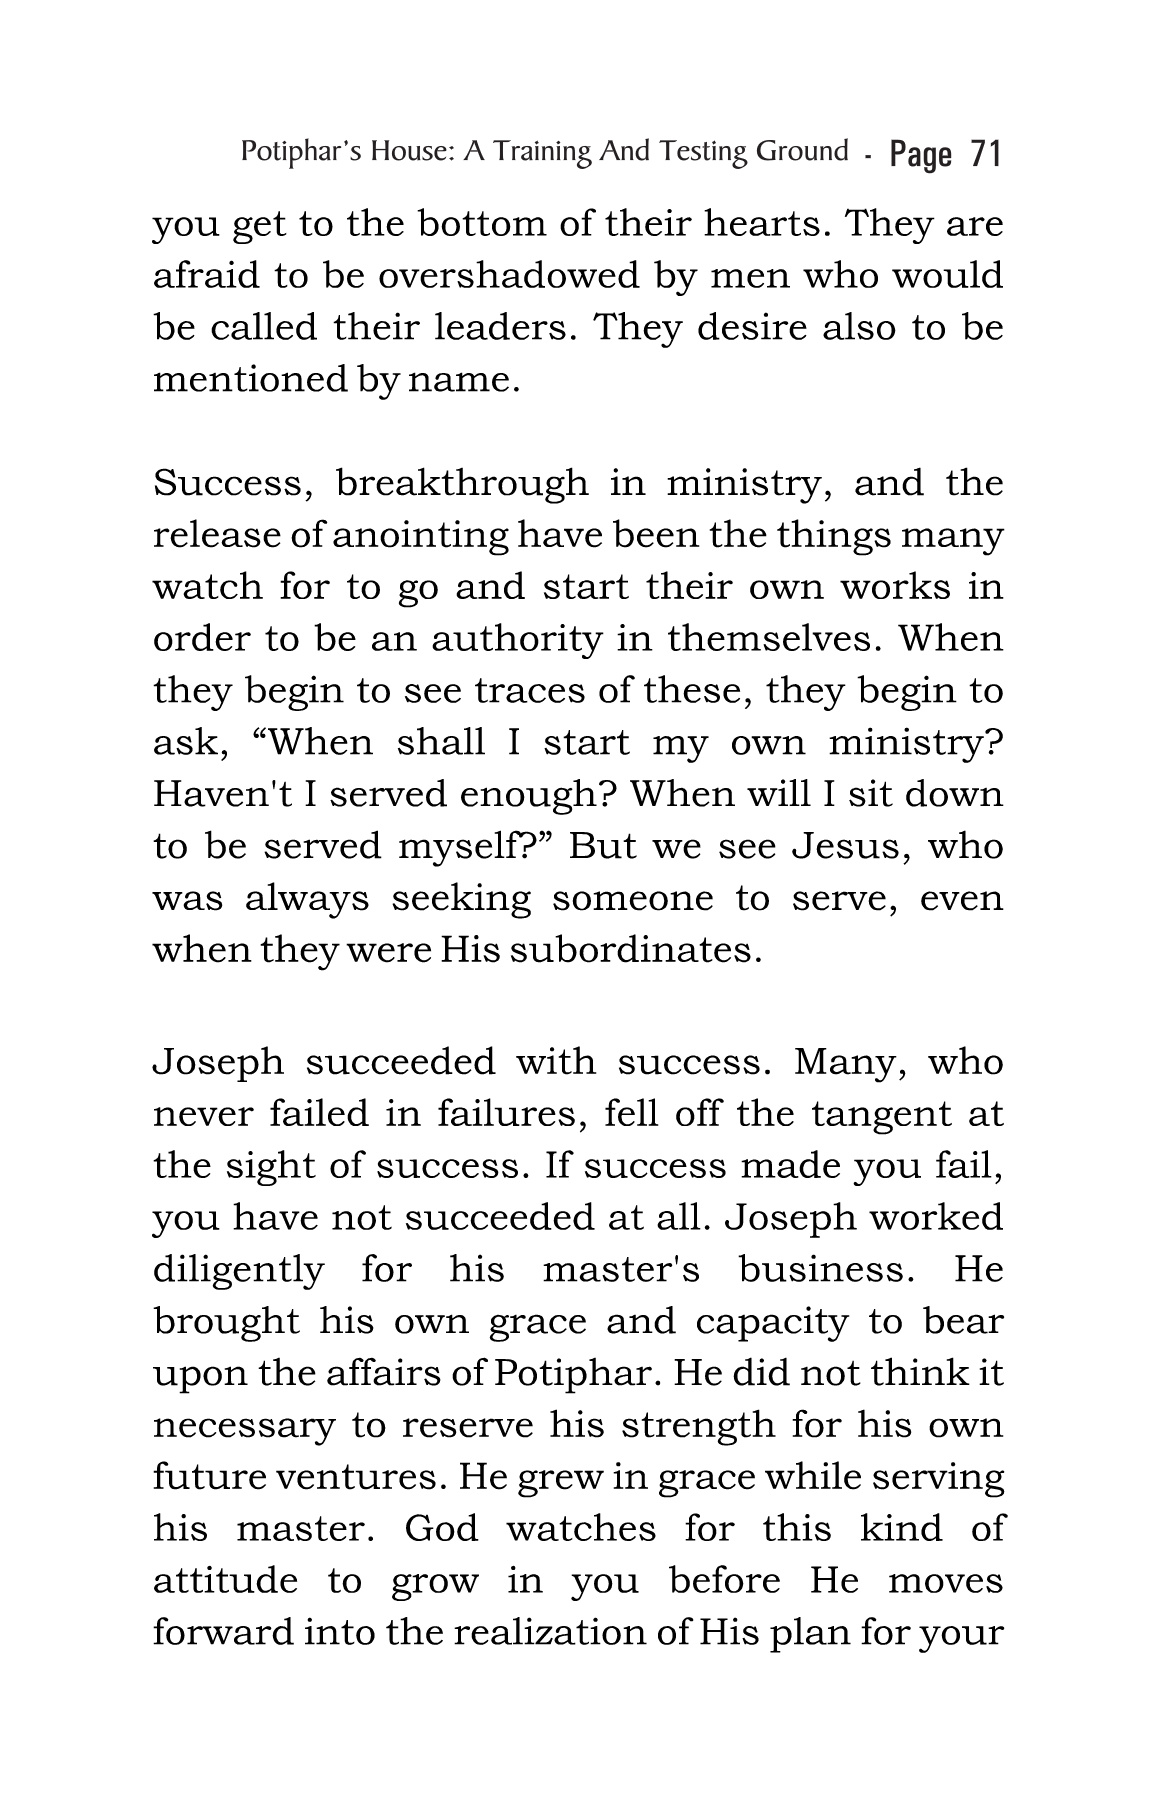 Potiphar’s House: A Training And Testing Ground - Page 71
you get to the bottom of their hearts. They are
afraid to be overshadowed by men who would
be called their leaders. They desire also to be
mentioned by name.
Success, breakthrough in ministry, and the
release of anointing have been the things many
watch for to go and start their own works in
order to be an authority in themselves. When
they begin to see traces of these, they begin to
ask, “When shall I start my own ministry?
Haven't I served enough? When will I sit down
to be served myself?” But we see Jesus, who
was always seeking someone to serve, even
when they were His subordinates.
Joseph succeeded with success. Many, who
never failed in failures, fell off the tangent at
the sight of success. If success made you fail,
you have not succeeded at all. Joseph worked
diligently for his master's business. He
brought his own grace and capacity to bear
upon the affairs of Potiphar. He did not think it
necessary to reserve his strength for his own
future ventures. He grew in grace while serving
his master. God watches for this kind of
attitude to grow in you before He moves
forward into the realization of His plan for your